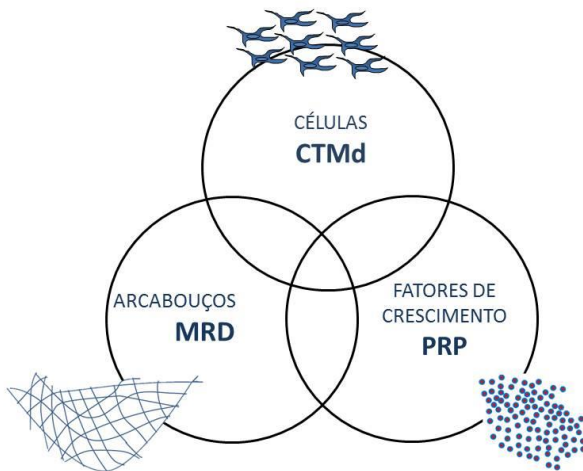 CÉLULAS
CTMd
ARCABOUÇOS
MRD
FATORES DE
CRESCIMENTO
PRP